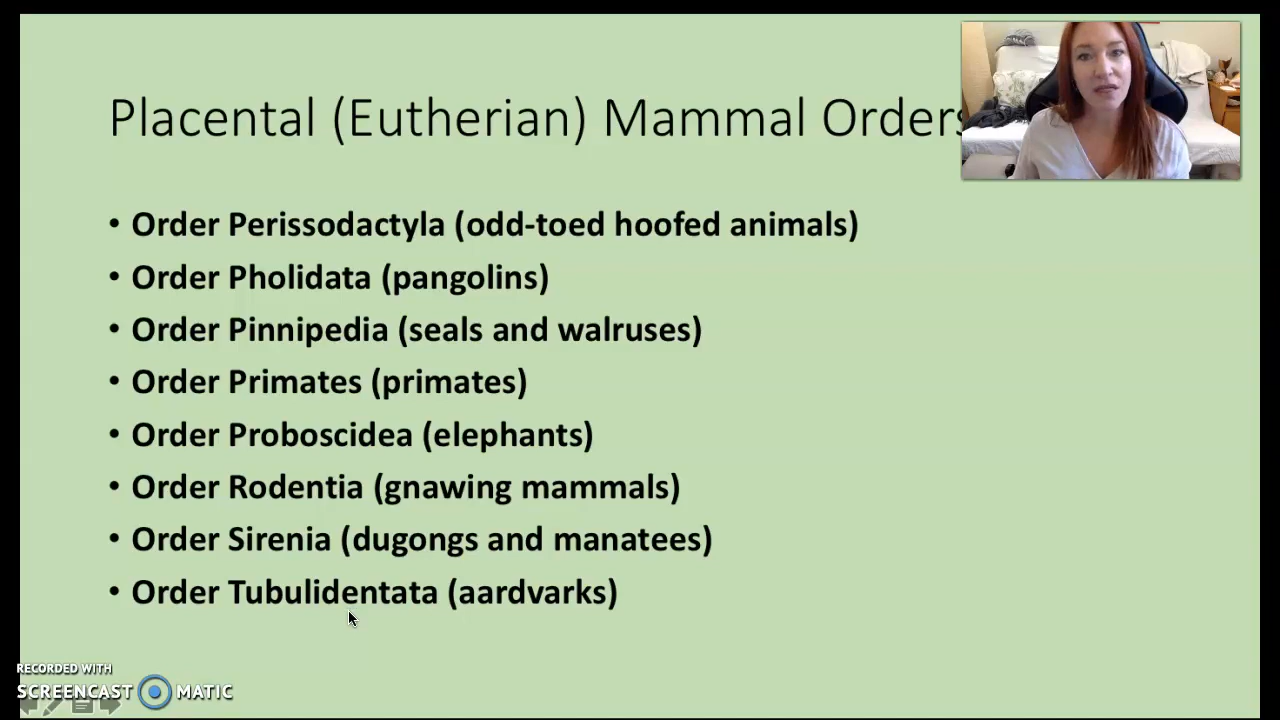 Placental (Eutherian) Mammal Orders
• Order Perissodactyla (odd-toed hoofed animals)
• Order Pholidata (pangolins)
• Order Pinnipedia (seals and walruses)
• Order Primates (primates)
• Order Proboscidea (elephants)
• Order Rodentia (gnawing mammals)
• Order Sirenia (dugongs and manatees)
• Order Tubulidentata (aardvarks)
RECORDED WITH
SCREENCAST MATIC